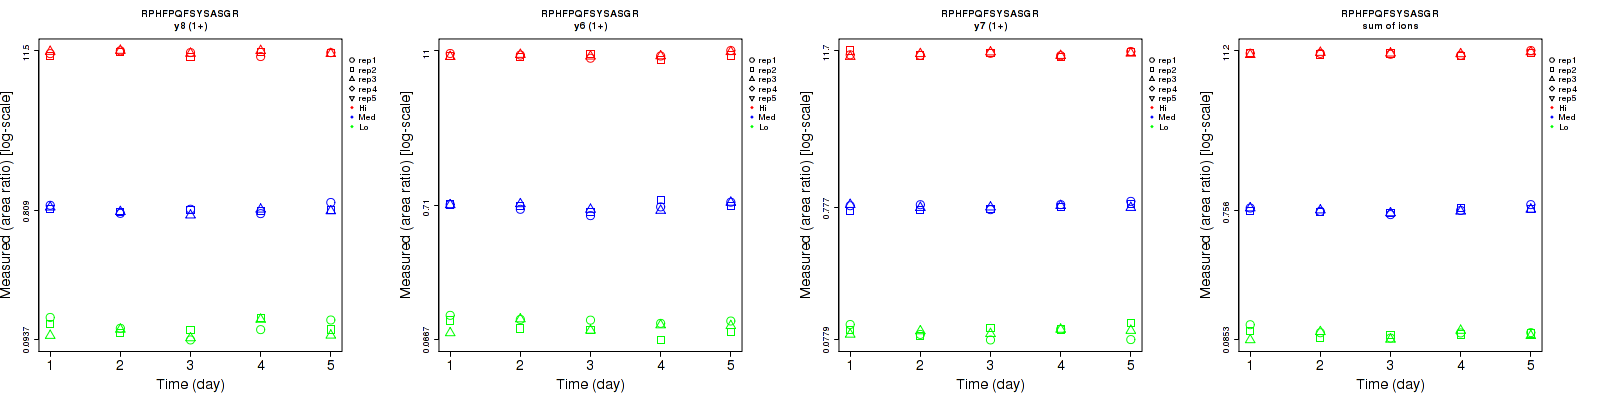 RPHFPQFSYSASGR
y8 (1+)
Measured (area ratio) [log-scale]
11.5
0.809
0.0937
1 2 3 4 5
Time (day)
rep1
rep2
rep3
rep4
rep5
Hi
Med
Lo
RPHFPQFSYSASGR
y6 (1+)
Measured (area ratio) [log-scale]
11
0.71
0.0667
1 2 3 4 5
Time (day)
rep1
rep2
rep3
rep4
rep5
Hi
Med
Lo
RPHFPQFSYSASGR
y7 (1+)
Measured (area ratio) [log-scale]
11.7
0.777
0.0779
1 2 3 4 5
Time (day)
rep1
rep2
rep3
rep4
rep5
Hi
Med
Lo
RPHFPQFSYSASGR
sum of ions
Measured (area ratio) [log-scale]
11.2
0.756
0.0853
1 2 3 4 5
Time (day)
rep1
rep2
rep3
rep4
rep5
Hi
Med
Lo